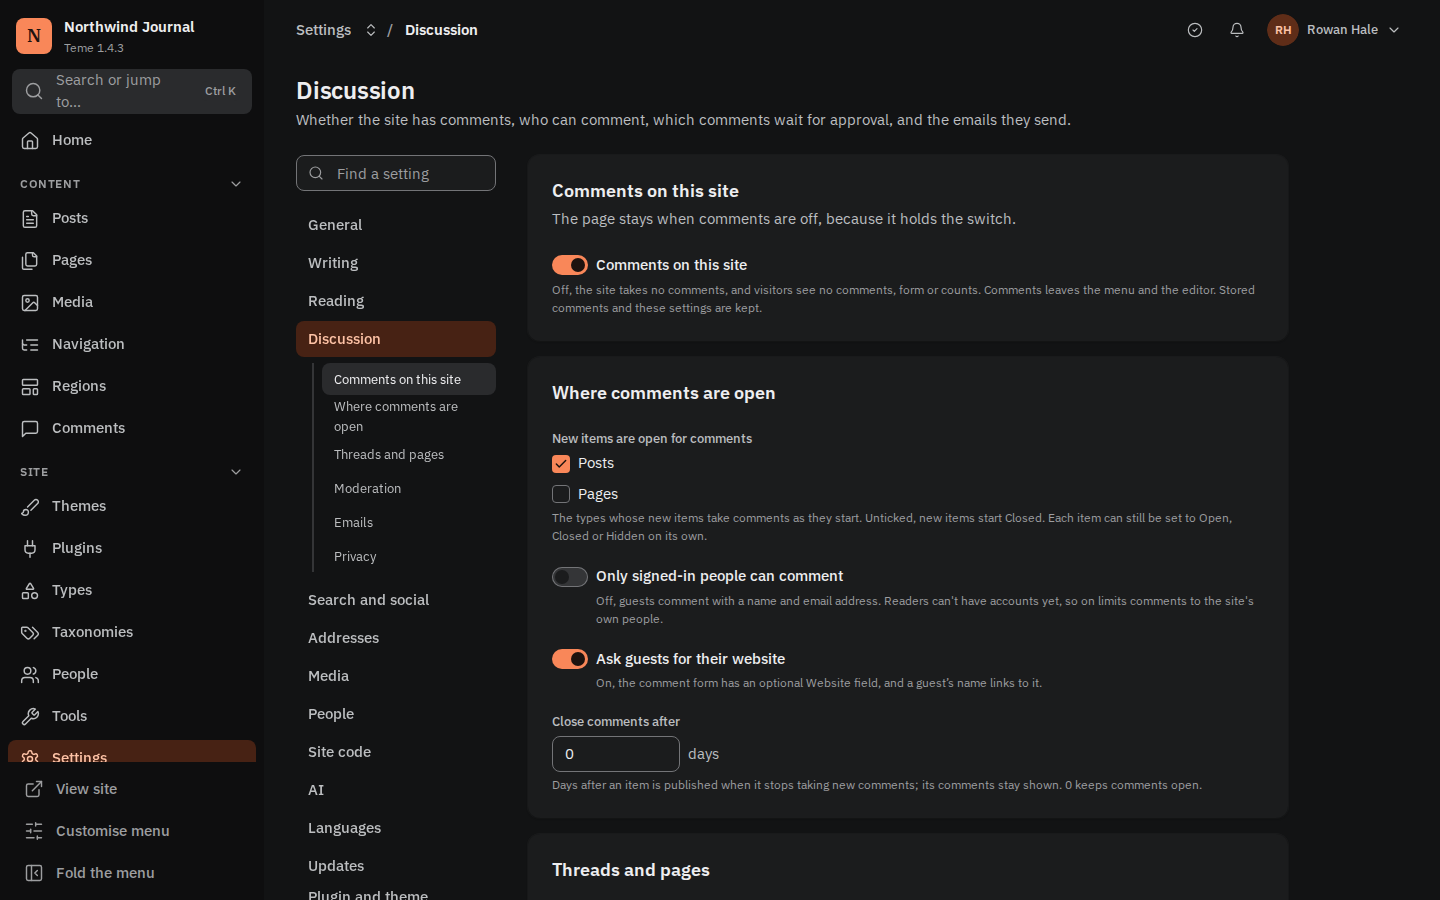 N
Northwind Journal
Teme 1.4.3
Search or jump
to...
Ctrl K
Home
CONTENT
Posts
Pages
Media
Navigation
Regions
Comments
SITE
Themes
Plugins
Types
Taxonomies
People
Tools
Settings
View site
Customise menu
Fold the menu
Settings / Discussion
RH
Rowan Hale
Discussion
Whether the site has comments, who can comment, which comments wait for approval, and the emails they send.
Find a setting
General
Writing
Reading
Discussion
Comments on this site
Where comments are
open
Threads and pages
Moderation
Emails
Privacy
Search and social
Addresses
Media
People
Site code
AI
Languages
Updates
Plugin and theme
Comments on this site
The page stays when comments are off, because it holds the switch.
Comments on this site
Off, the site takes no comments, and visitors see no comments, form or counts. Comments leaves the menu and the editor. Stored
comments and these settings are kept.
Where comments are open
New items are open for comments
Posts
Pages
The types whose new items take comments as they start. Unticked, new items start Closed. Each item can still be set to Open,
Closed or Hidden on its own.
Only signed-in people can comment
Off, guests comment with a name and email address. Readers can't have accounts yet, so on limits comments to the site's
own people.
Ask guests for their website
On, the comment form has an optional Website field, and a guest's name links to it.
Close comments after
0
days
Days after an item is published when it stops taking new comments; its comments stay shown. 0 keeps comments open.
Threads and pages